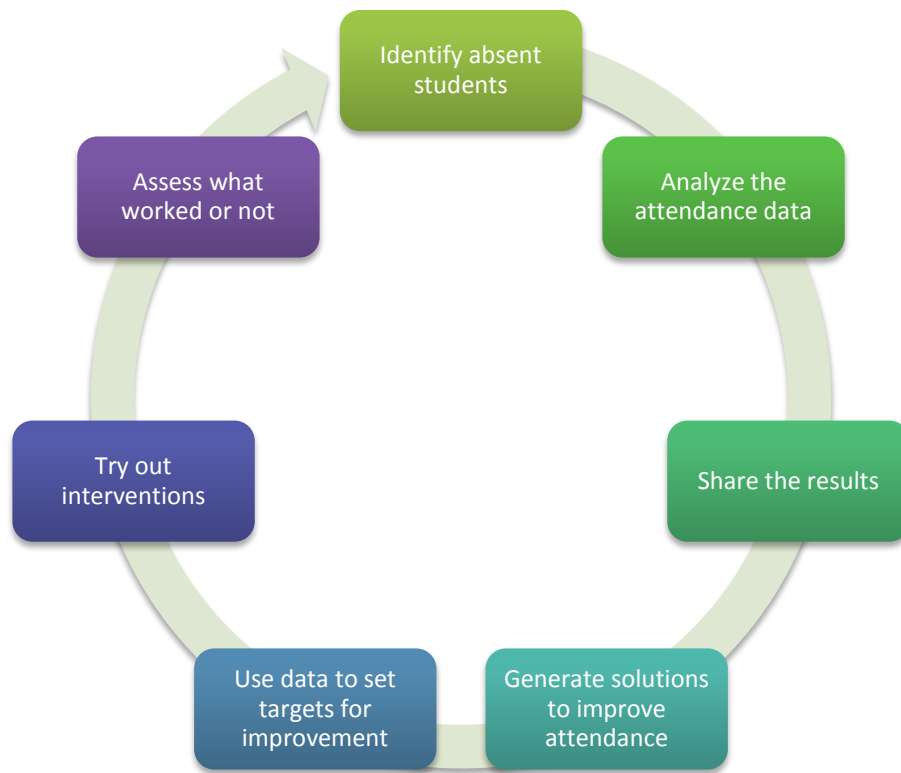 Identify absent
students
Analyze the
attendance data
Share the results
Generate solutions
to improve
attendance
Use data to set
targets for
improvement
Try out
interventions
Assess what
worked or not